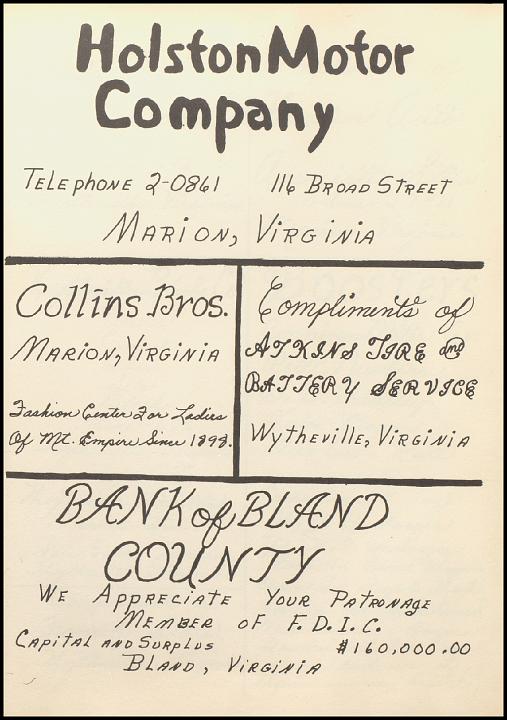 Holston Motor
Company
Telephone 2-0861 116 Broad Street
Marion, Virginia
Collins Bros.
Marion, Virginia
Fashion Center For Ladies
Of Mt. Empire Since 1898.
Compliments of
Atkins Tire and
Battery Service
Wytheville, Virginia
BANK of BLAND
COUNTY
We Appreciate Your Patronage
Member of F.D.I.C.
Capital and Surplus $160,000.00
Bland, Virginia